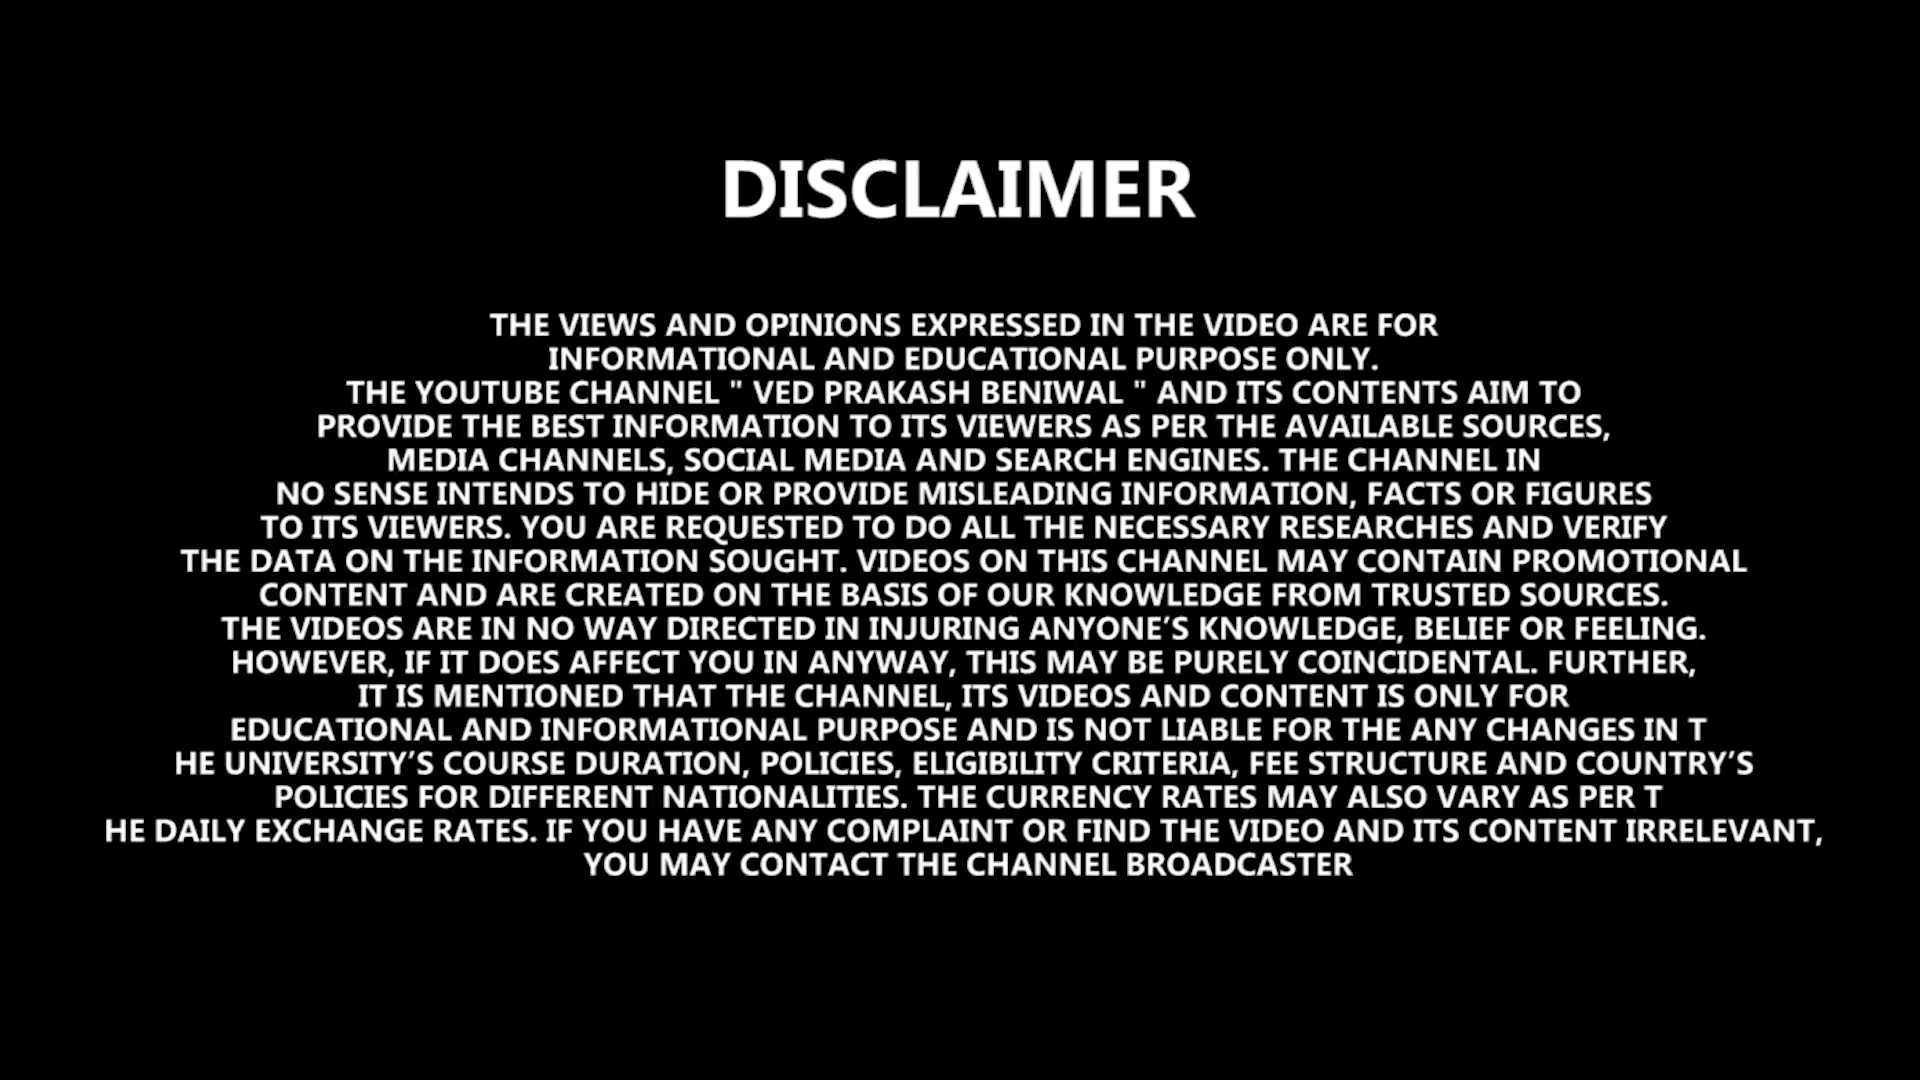 DISCLAIMER
THE VIEWS AND OPINIONS EXPRESSED IN THE VIDEO ARE FOR
INFORMATIONAL AND EDUCATIONAL PURPOSE ONLY.
THE YOUTUBE CHANNEL " VED PRAKASH BENIWAL " AND ITS CONTENTS AIM TO
PROVIDE THE BEST INFORMATION TO ITS VIEWERS AS PER THE AVAILABLE SOURCES,
MEDIA CHANNELS, SOCIAL MEDIA AND SEARCH ENGINES. THE CHANNEL IN
NO SENSE INTENDS TO HIDE OR PROVIDE MISLEADING INFORMATION, FACTS OR FIGURES
TO ITS VIEWERS. YOU ARE REQUESTED TO DO ALL THE NECESSARY RESEARCHES AND VERIFY
THE DATA ON THE INFORMATION SOUGHT. VIDEOS ON THIS CHANNEL MAY CONTAIN PROMOTIONAL
CONTENT AND ARE CREATED ON THE BASIS OF OUR KNOWLEDGE FROM TRUSTED SOURCES.
THE VIDEOS ARE IN NO WAY DIRECTED IN INJURING ANYONE’S KNOWLEDGE, BELIEF OR FEELING.
HOWEVER, IF IT DOES AFFECT YOU IN ANYWAY, THIS MAY BE PURELY COINCIDENTAL. FURTHER,
IT IS MENTIONED THAT THE CHANNEL, ITS VIDEOS AND CONTENT IS ONLY FOR
EDUCATIONAL AND INFORMATIONAL PURPOSE AND IS NOT LIABLE FOR THE ANY CHANGES IN T
HE UNIVERSITY’S COURSE DURATION, POLICIES, ELIGIBILITY CRITERIA, FEE STRUCTURE AND COUNTRY’S
POLICIES FOR DIFFERENT NATIONALITIES. THE CURRENCY RATES MAY ALSO VARY AS PER T
HE DAILY EXCHANGE RATES. IF YOU HAVE ANY COMPLAINT OR FIND THE VIDEO AND ITS CONTENT IRRELEVANT,
YOU MAY CONTACT THE CHANNEL BROADCASTER